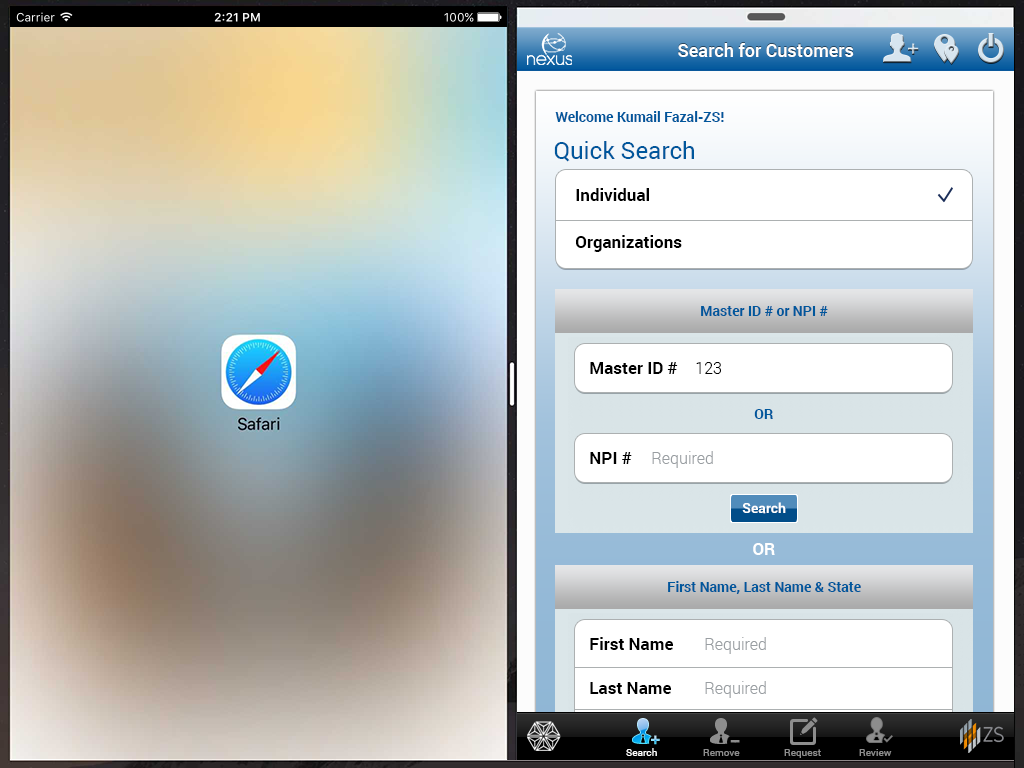 Carrier 2:21 PM 100%
Safari
nexus Search for Customers
Welcome Kumail Fazal-ZS!
Quick Search
Individual
Organizations
Master ID # or NPI #
Master ID # 123
OR
NPI # Required
Search
OR
First Name, Last Name & State
First Name Required
Last Name Required
Search Remove Request Review ZS